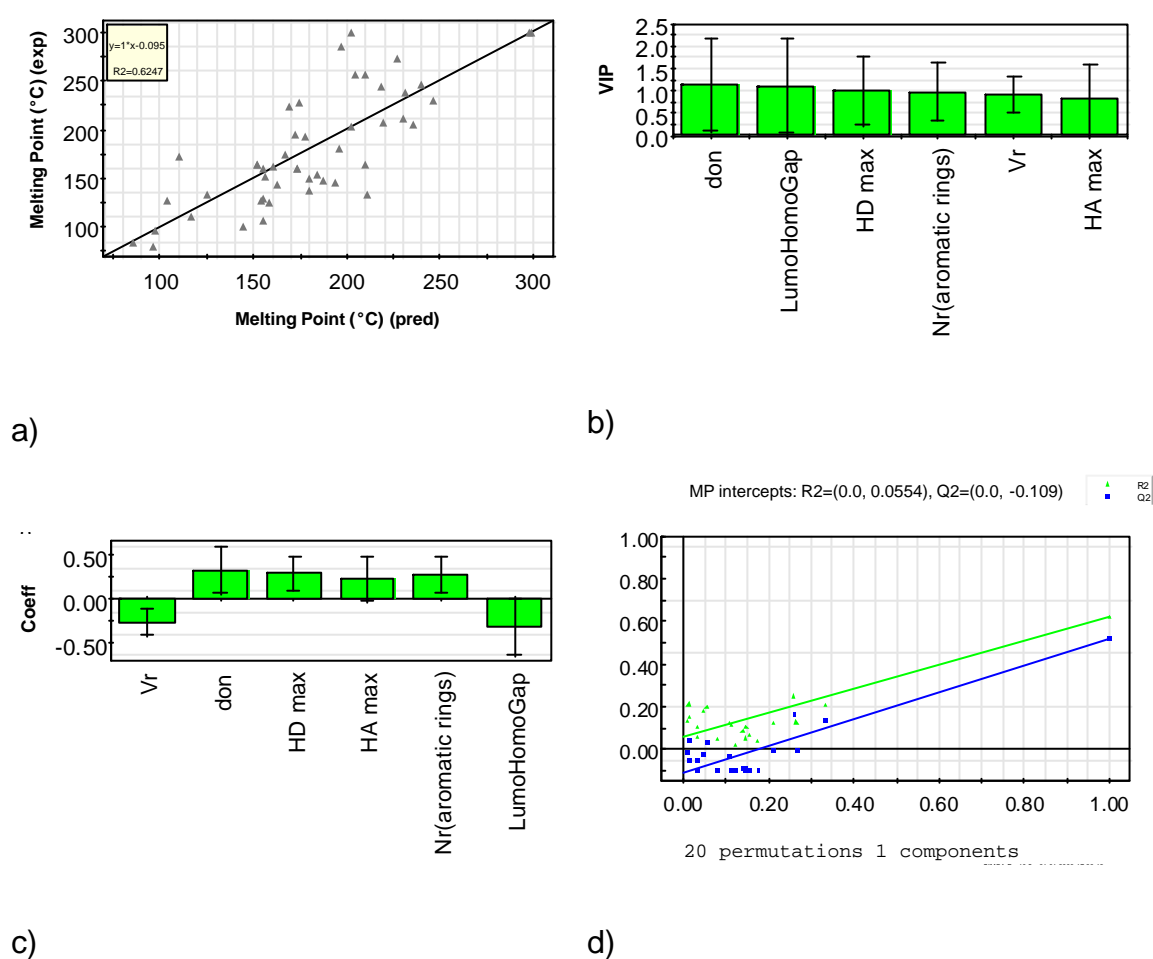 y=1*x-0.095
R2=0.6247
Melting Point (°C) (exp)
300
250
200
150
100
100 150 200 250 300
Melting Point (°C) (pred)
a)
VIP
2.5
2.0
1.5
1.0
0.5
0.0
don
LumoHomoGap
HD max
Nr(aromatic rings)
Vr
HA max
b)
Coeff
0.50
0.00
-0.50
Vr
don
HD max
HA max
Nr(aromatic rings)
LumoHomoGap
c)
MP intercepts: R2=(0.0, 0.0554), Q2=(0.0, -0.109)
R2
Q2
1.00
0.80
0.60
0.40
0.20
0.00
0.00 0.20 0.40 0.60 0.80 1.00
20 permutations 1 components
d)